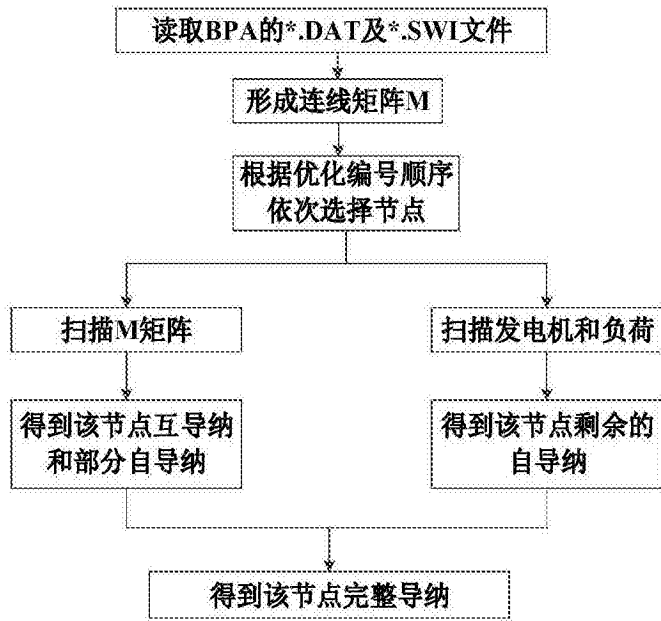 读取BPA的*.DAT及*.SWI文件
形成连线矩阵M
根据优化编号顺序
依次选择节点
扫描M矩阵
扫描发电机和负荷
得到该节点互导纳
和部分自导纳
得到该节点剩余的
自导纳
得到该节点完整导纳